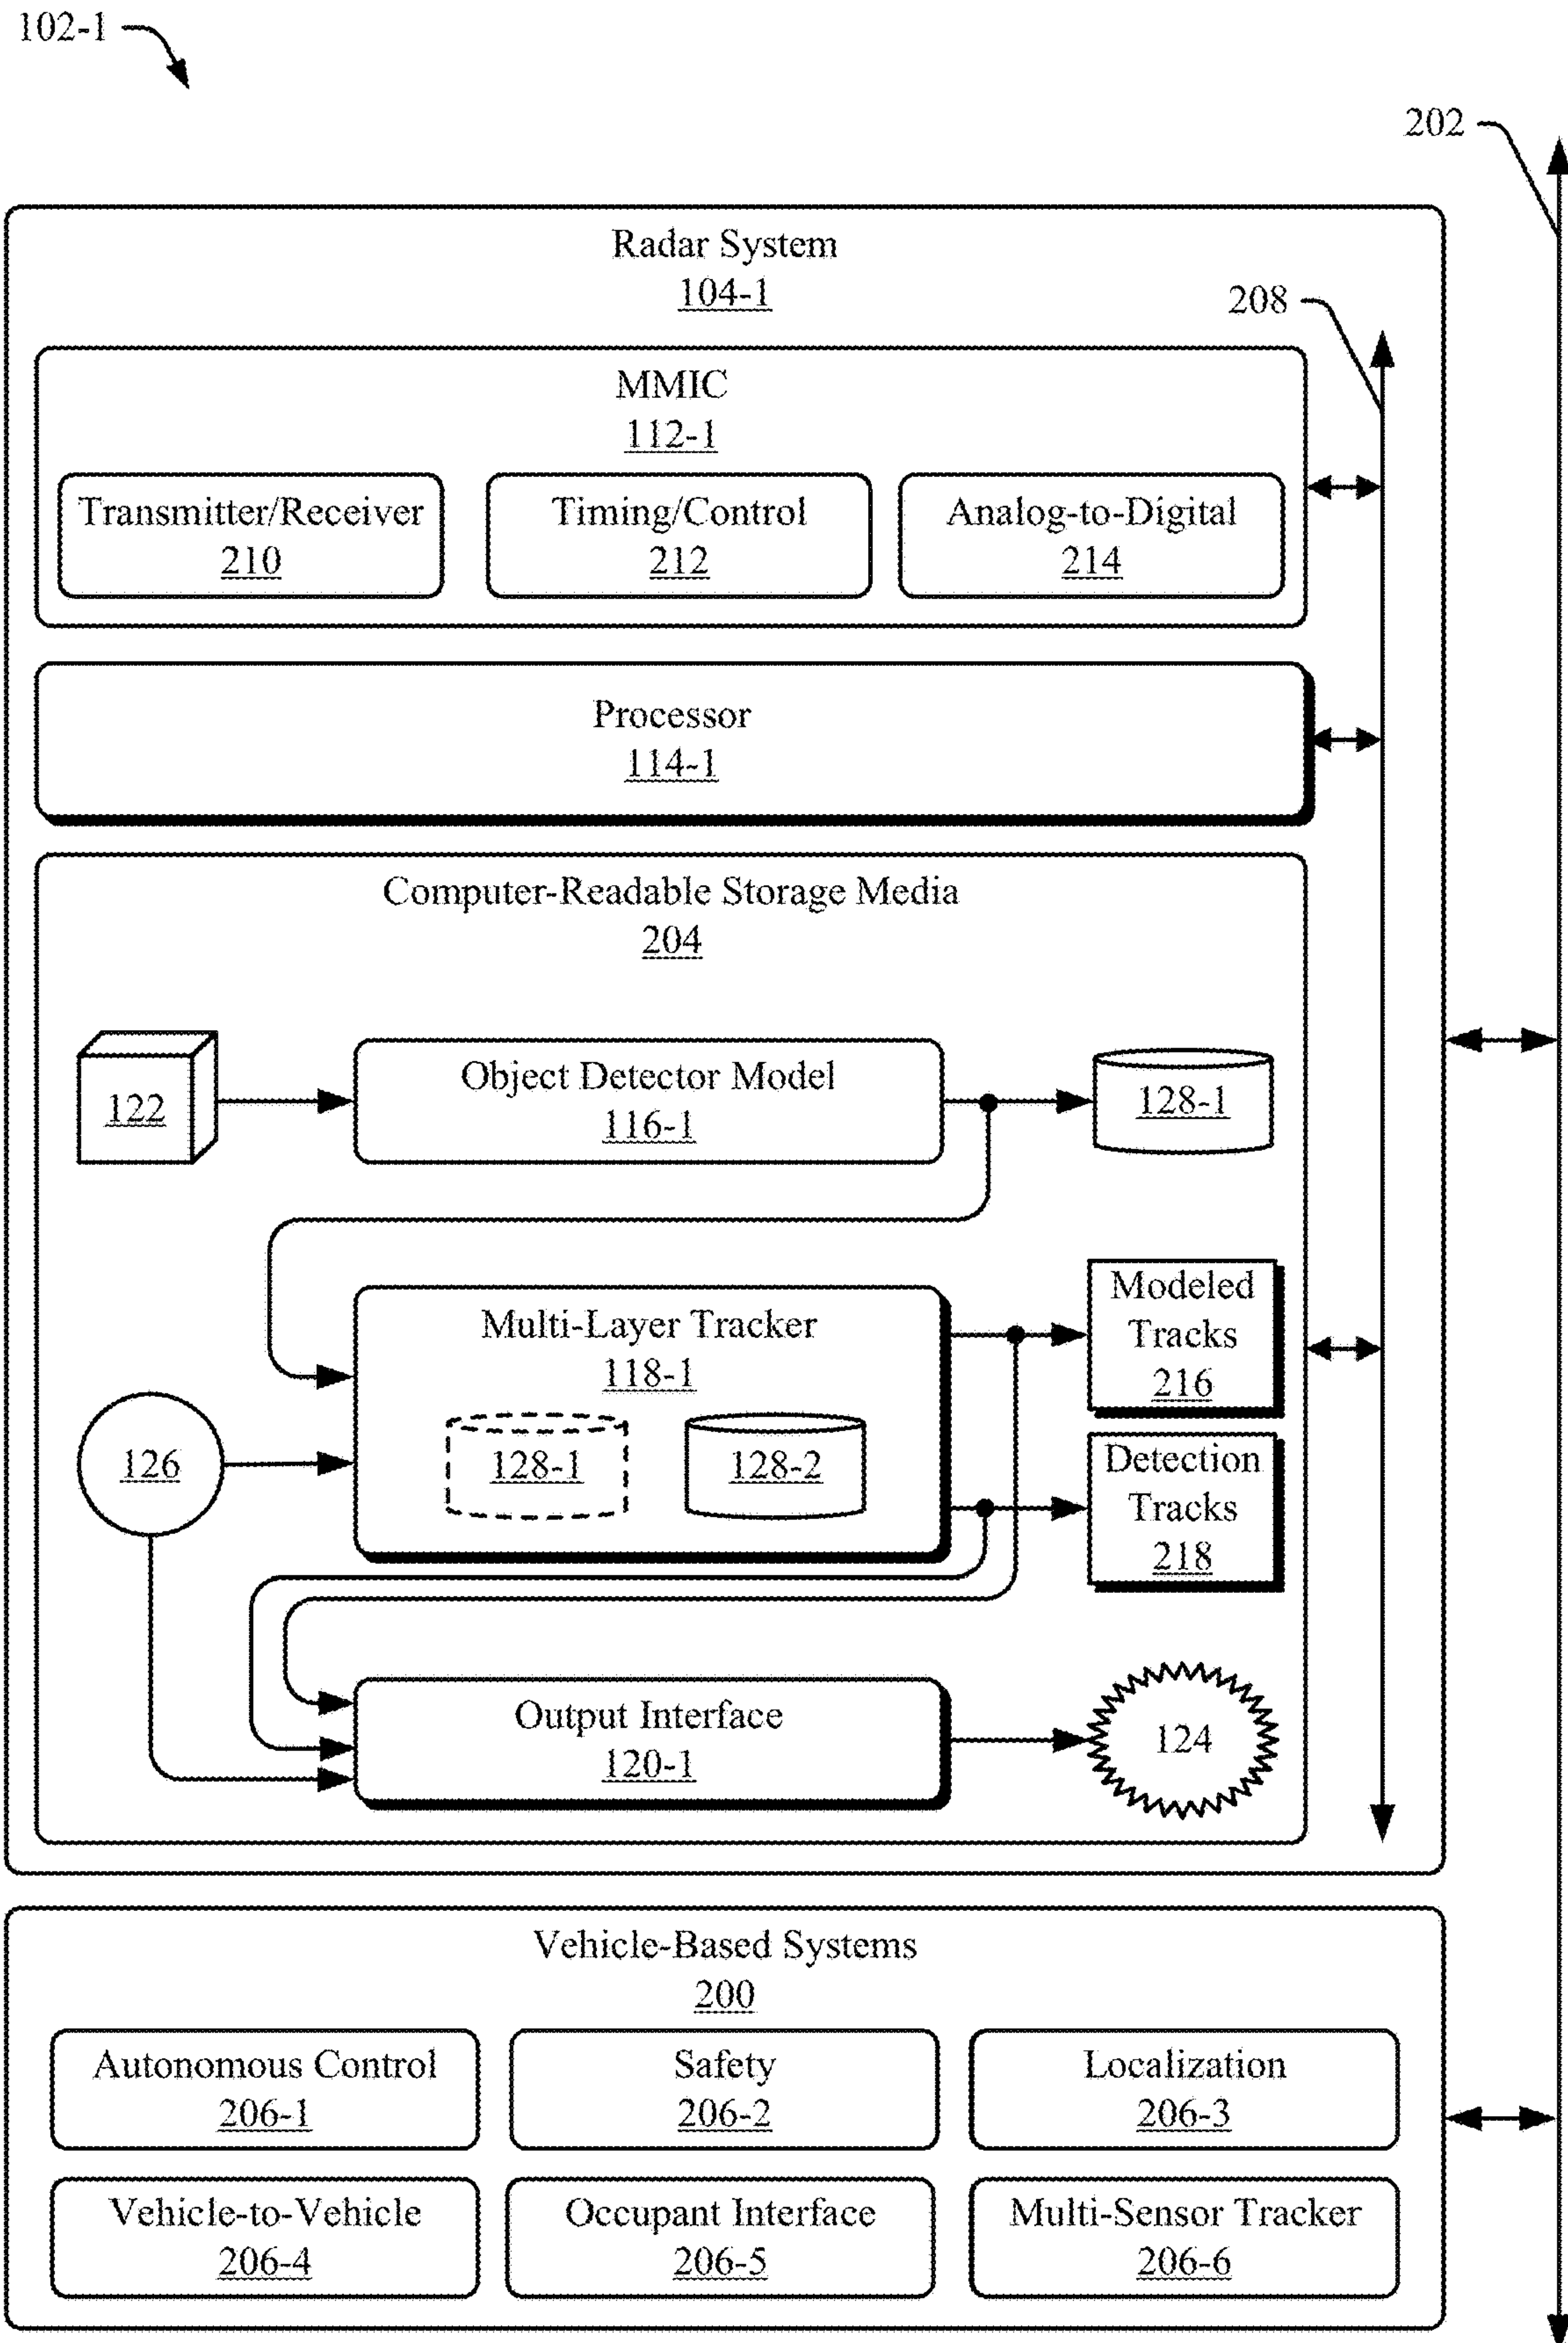 102-1
202
Radar System
104-1
208
MMIC
112-1
Transmitter/Receiver
210
Timing/Control
212
Analog-to-Digital
214
Processor
114-1
Computer-Readable Storage Media
204
122
Object Detector Model
116-1
128-1
Multi-Layer Tracker
118-1
128-1
128-2
Modeled
Tracks
216
126
Detection
Tracks
218
Output Interface
120-1
124
Vehicle-Based Systems
200
Autonomous Control
206-1
Safety
206-2
Localization
206-3
Vehicle-to-Vehicle
206-4
Occupant Interface
206-5
Multi-Sensor Tracker
206-6